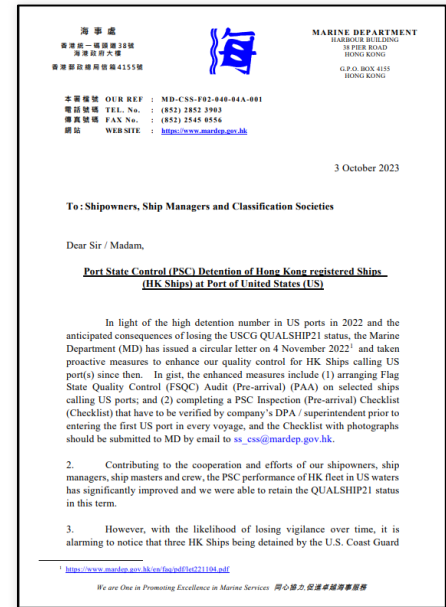 海 事 處
香港統一碼頭道38號
海港政府大樓
香港郵政總局信箱4155號
海
MARINE DEPARTMENT
HARBOUR BUILDING
38 PIER ROAD
HONG KONG
G.P.O. BOX 4155
HONG KONG
本署檔號 OUR REF : MD-CSS-F02-040-04A-001
電話號碼 TEL. No. : (852) 2852 3903
傳真號碼 FAX No. : (852) 2545 0556
網 站 WEB SITE : https://www.mardep.gov.hk
3 October 2023
To : Shipowners, Ship Managers and Classification Societies
Dear Sir / Madam,
Port State Control (PSC) Detention of Hong Kong registered Ships
(HK Ships) at Port of United States (US)
In light of the high detention number in US ports in 2022 and the
anticipated consequences of losing the USCG QUALSHIP21 status, the Marine
Department (MD) has issued a circular letter on 4 November 2022¹ and taken
proactive measures to enhance our quality control for HK Ships calling US
port(s) since then. In gist, the enhanced measures include (1) arranging Flag
State Quality Control (FSQC) Audit (Pre-arrival) (PAA) on selected ships
calling US ports; and (2) completing a PSC Inspection (Pre-arrival) Checklist
(Checklist) that have to be verified by company's DPA / superintendent prior to
entering the first US port in every voyage, and the Checklist with photographs
should be submitted to MD by email to ss_css@mardep.gov.hk.
2. Contributing to the cooperation and efforts of our shipowners, ship
managers, ship masters and crew, the PSC performance of HK fleet in US waters
has significantly improved and we were able to retain the QUALSHIP21 status
in this term.
3. However, with the likelihood of losing vigilance over time, it is
alarming to notice that three HK Ships being detained by the U.S. Coast Guard
¹ https://www.mardep.gov.hk/en/faq/pdf/let221104.pdf
We are One in Promoting Excellence in Marine Services 同心協力,促進卓越海事服務